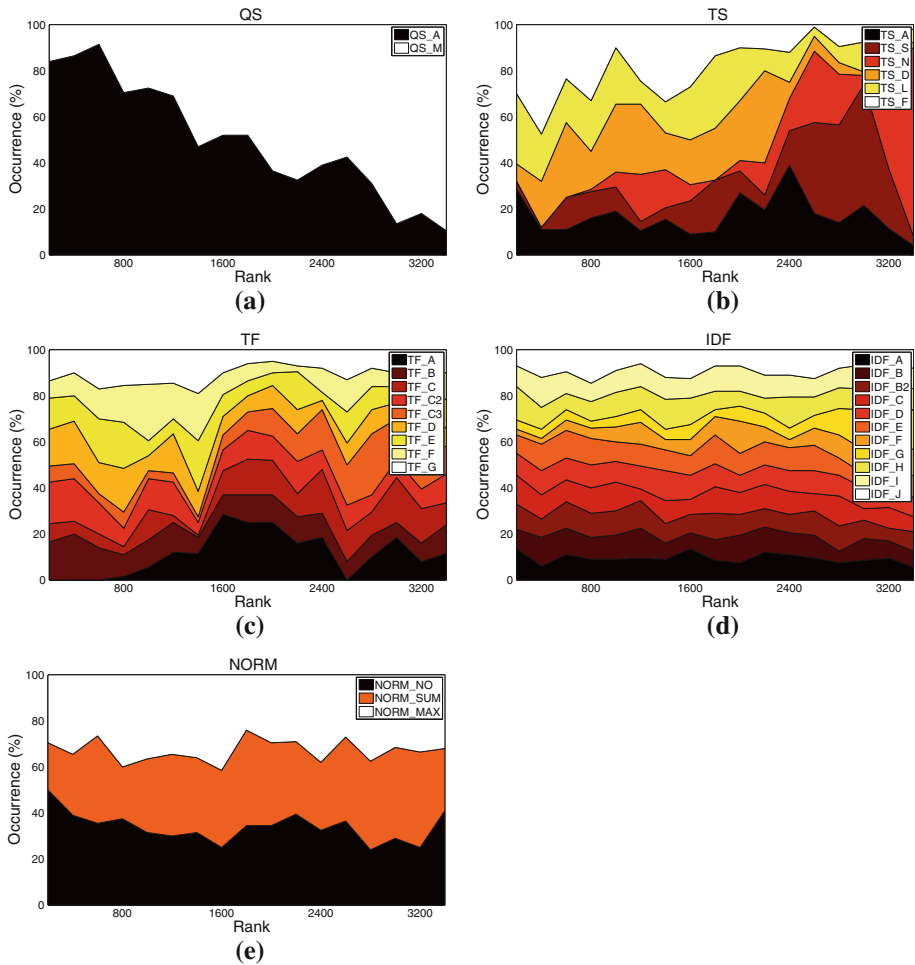 QS
Occurrence (%)
100
80
60
40
20
0
QS_A
QS_M
800
1600
2400
3200
Rank
(a)
TS
Occurrence (%)
100
80
60
40
20
0
TS_A
TS_S
TS_N
TS_D
TS_L
TS_F
800
1600
2400
3200
Rank
(b)
TF
Occurrence (%)
100
80
60
40
20
0
TF_A
TF_B
TF_C
TF_C2
TF_C3
TF_D
TF_E
TF_F
TF_G
800
1600
2400
3200
Rank
(c)
IDF
Occurrence (%)
100
80
60
40
20
0
IDF_A
IDF_B
IDF_B2
IDF_C
IDF_D
IDF_E
IDF_F
IDF_G
IDF_H
IDF_I
IDF_J
800
1600
2400
3200
Rank
(d)
NORM
Occurrence (%)
100
80
60
40
20
0
NORM_NO
NORM_SUM
NORM_MAX
800
1600
2400
3200
Rank
(e)